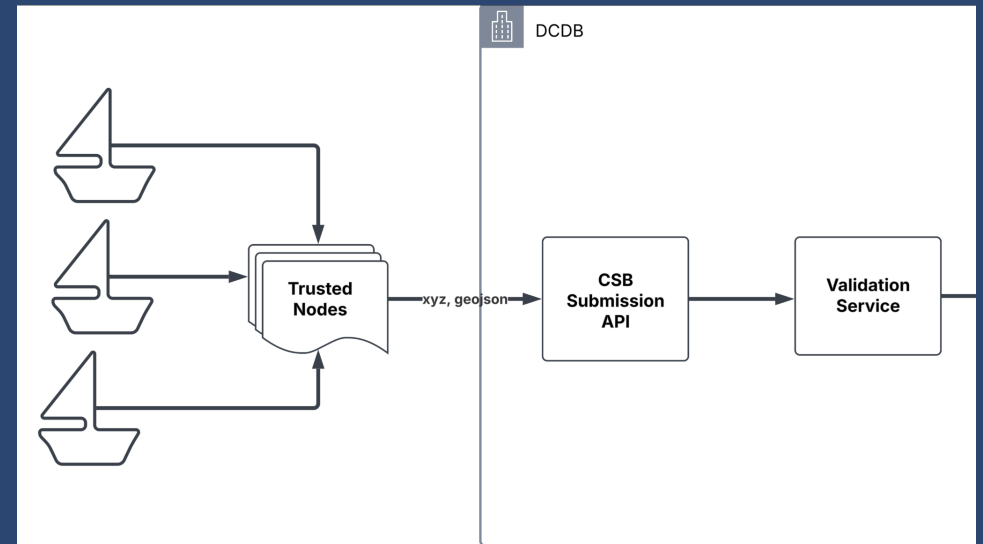 DCDB
Trusted
Nodes
xyz, geojson
CSB
Submission
API
Validation
Service